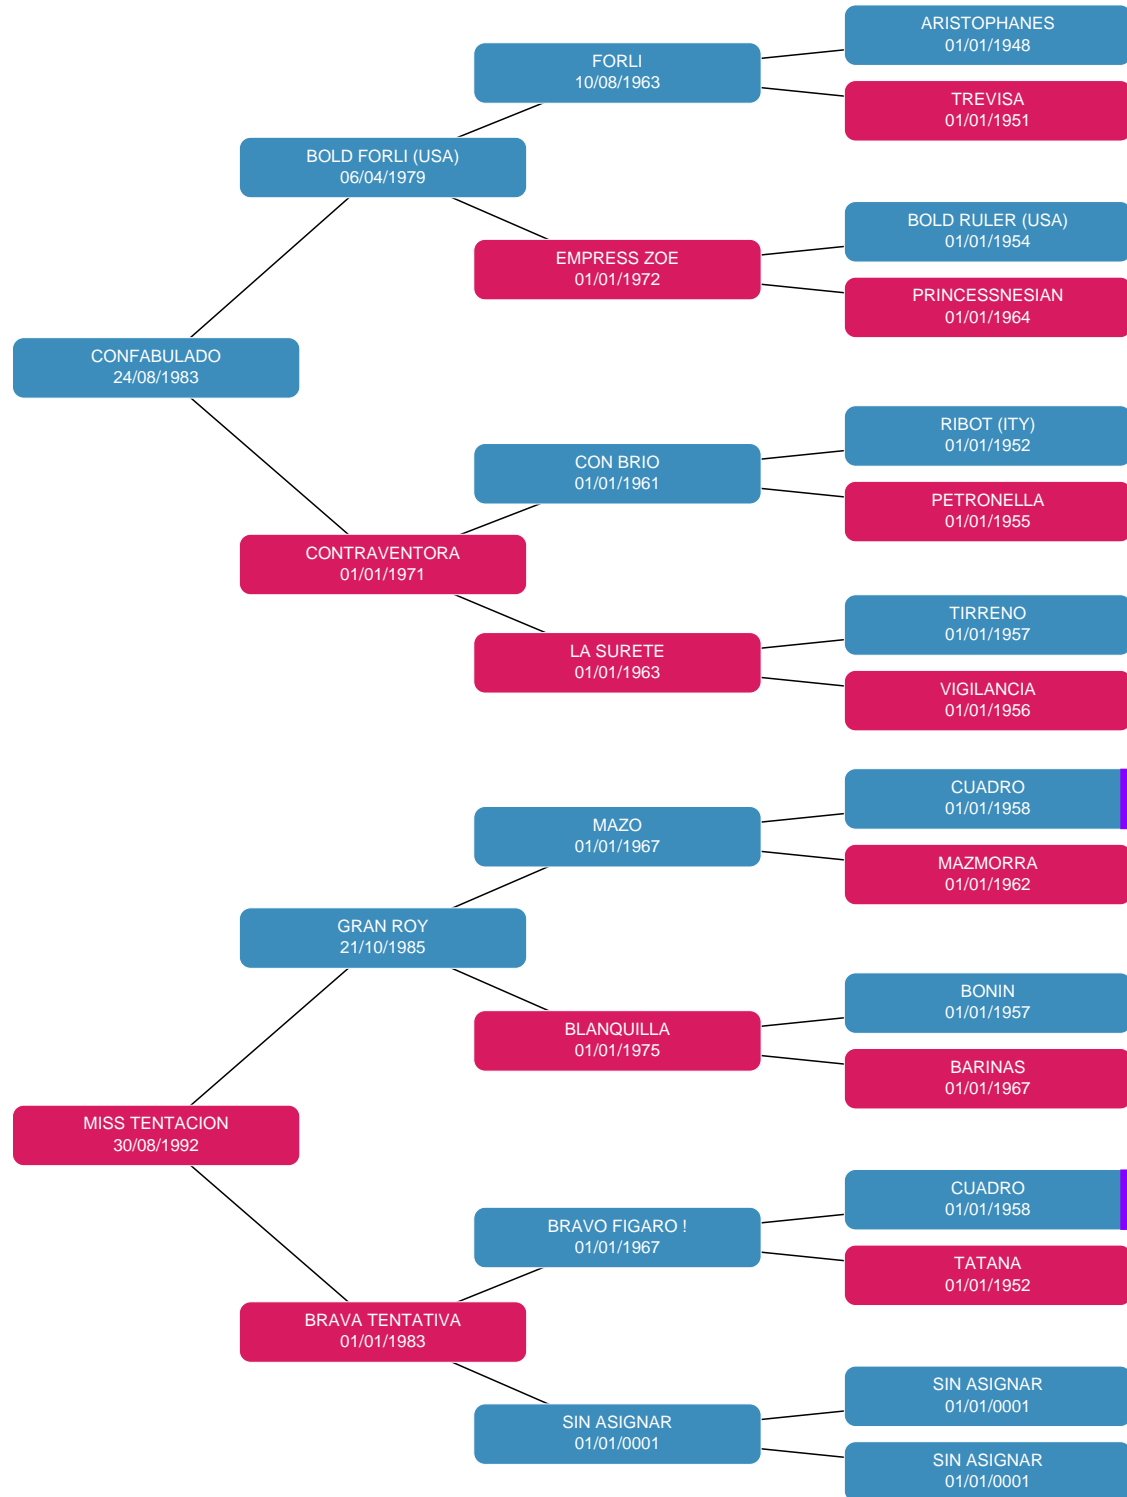 ARISTOPHANES
01/01/1948
FORLI
10/08/1963
TREVISA
01/01/1951
BOLD FORLI (USA)
06/04/1979
BOLD RULER (USA)
01/01/1954
EMPRESS ZOE
01/01/1972
PRINCESSNESIAN
01/01/1964
CONFABULADO
24/08/1983
RIBOT (ITY)
01/01/1952
CON BRIO
01/01/1961
PETRONELLA
01/01/1955
CONTRAVENTORA
01/01/1971
TIRRENO
01/01/1957
LA SURETE
01/01/1963
VIGILANCIA
01/01/1956
CUADRO
01/01/1958
MAZO
01/01/1967
MAZMORRA
01/01/1962
GRAN ROY
21/10/1985
BONIN
01/01/1957
BLANQUILLA
01/01/1975
BARINAS
01/01/1967
MISS TENTACION
30/08/1992
CUADRO
01/01/1958
BRAVO FIGARO !
01/01/1967
TATANA
01/01/1952
BRAVA TENTATIVA
01/01/1983
SIN ASIGNAR
01/01/0001
SIN ASIGNAR
01/01/0001
SIN ASIGNAR
01/01/0001